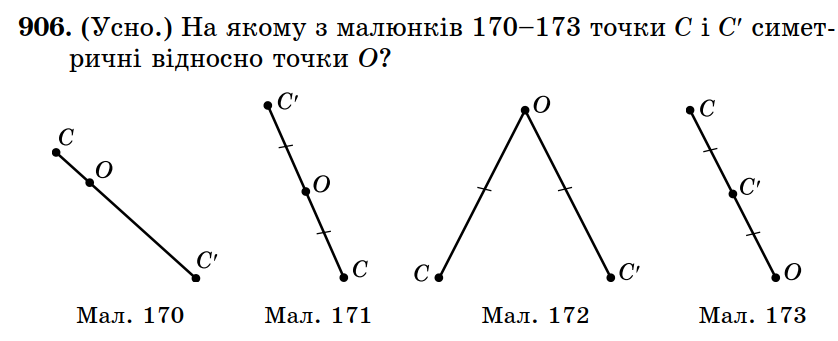 906. (Усно.) На якому з малюнків 170–173 точки C і C′ симет-
ричні відносно точки O?
C O C′
C′ O C
O C C′
C C′ O
Мал. 170 Мал. 171 Мал. 172 Мал. 173